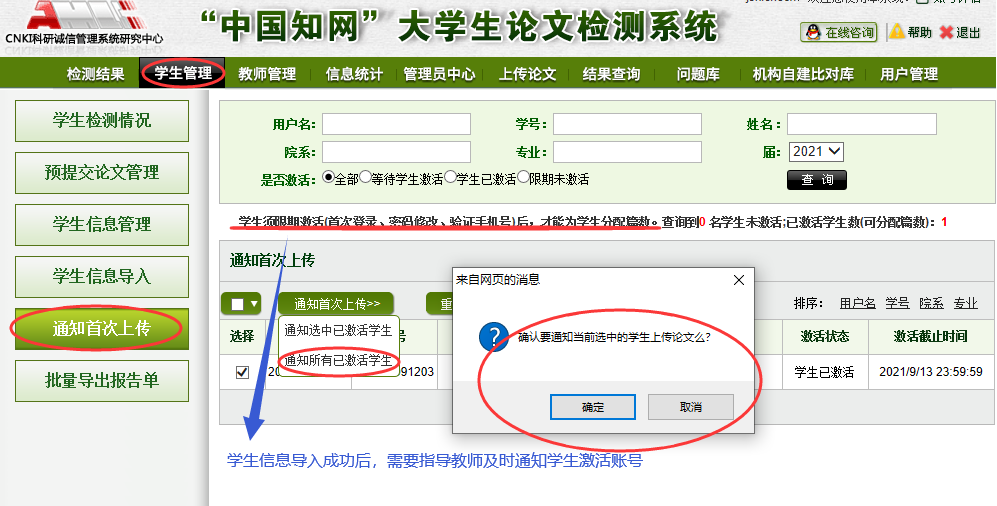 CNKI科研诚信管理系统研究中心
“中国知网”大学生论文检测系统
在线咨询 帮助 退出
检测结果 学生管理 教师管理 信息统计 管理员中心 上传论文 结果查询 问题库 机构自建比对库 用户管理
学生检测情况
预提交论文管理
学生信息管理
学生信息导入
通知首次上传
批量导出报告单
用户名: 学号: 姓名:
院系: 专业: 届: 2021
是否激活: 全部 等待学生激活 学生已激活 限期未激活 查 询
学生须限期激活(首次登录、密码修改、验证手机号)后，才能为学生分配篇数。查询到0 名学生未激活;已激活学生数(可分配篇数): 1
通知首次上传
通知首次上传>> 重 排序: 用户名 学号 院系 专业
通知选中已激活学生
通知所有已激活学生
选择 号 激活状态 激活截止时间
20 91203 学生已激活 2021/9/13 23:59:59
来自网页的消息
确认要通知当前选中的学生上传论文么?
确定 取消
学生信息导入成功后，需要指导教师及时通知学生激活账号